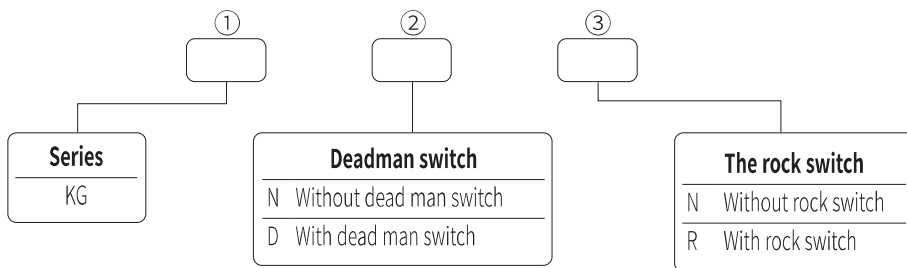 ① ② ③
Series
KG
Deadman switch
N Without dead man switch
D With dead man switch
The rock switch
N Without rock switch
R With rock switch